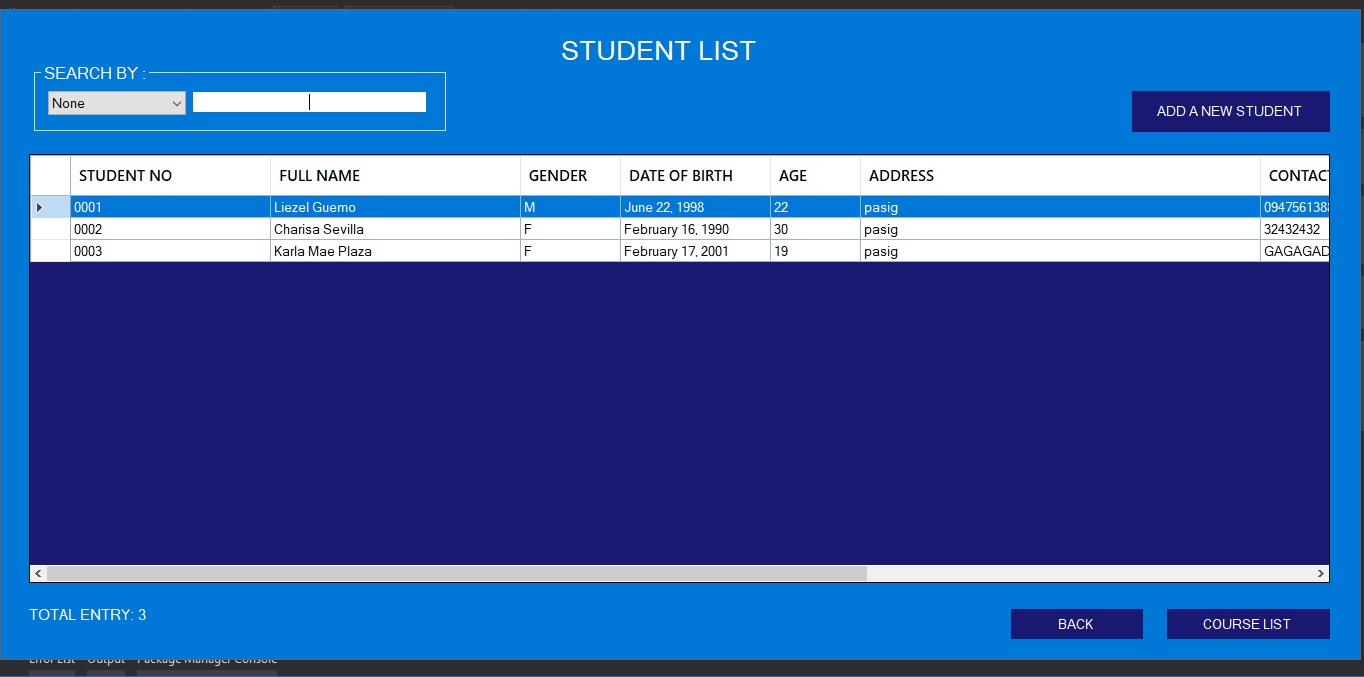 STUDENT LIST
SEARCH BY :
None
ADD A NEW STUDENT
STUDENT NO FULL NAME GENDER DATE OF BIRTH AGE ADDRESS CONTACT
0001 Liezel Guemo M June 22, 1998 22 pasig 094756138
0002 Charisa Sevilla F February 16, 1990 30 pasig 32432432
0003 Karla Mae Plaza F February 17, 2001 19 pasig GAGAGAD
TOTAL ENTRY: 3
BACK COURSE LIST
Error List Output Package Manager Console